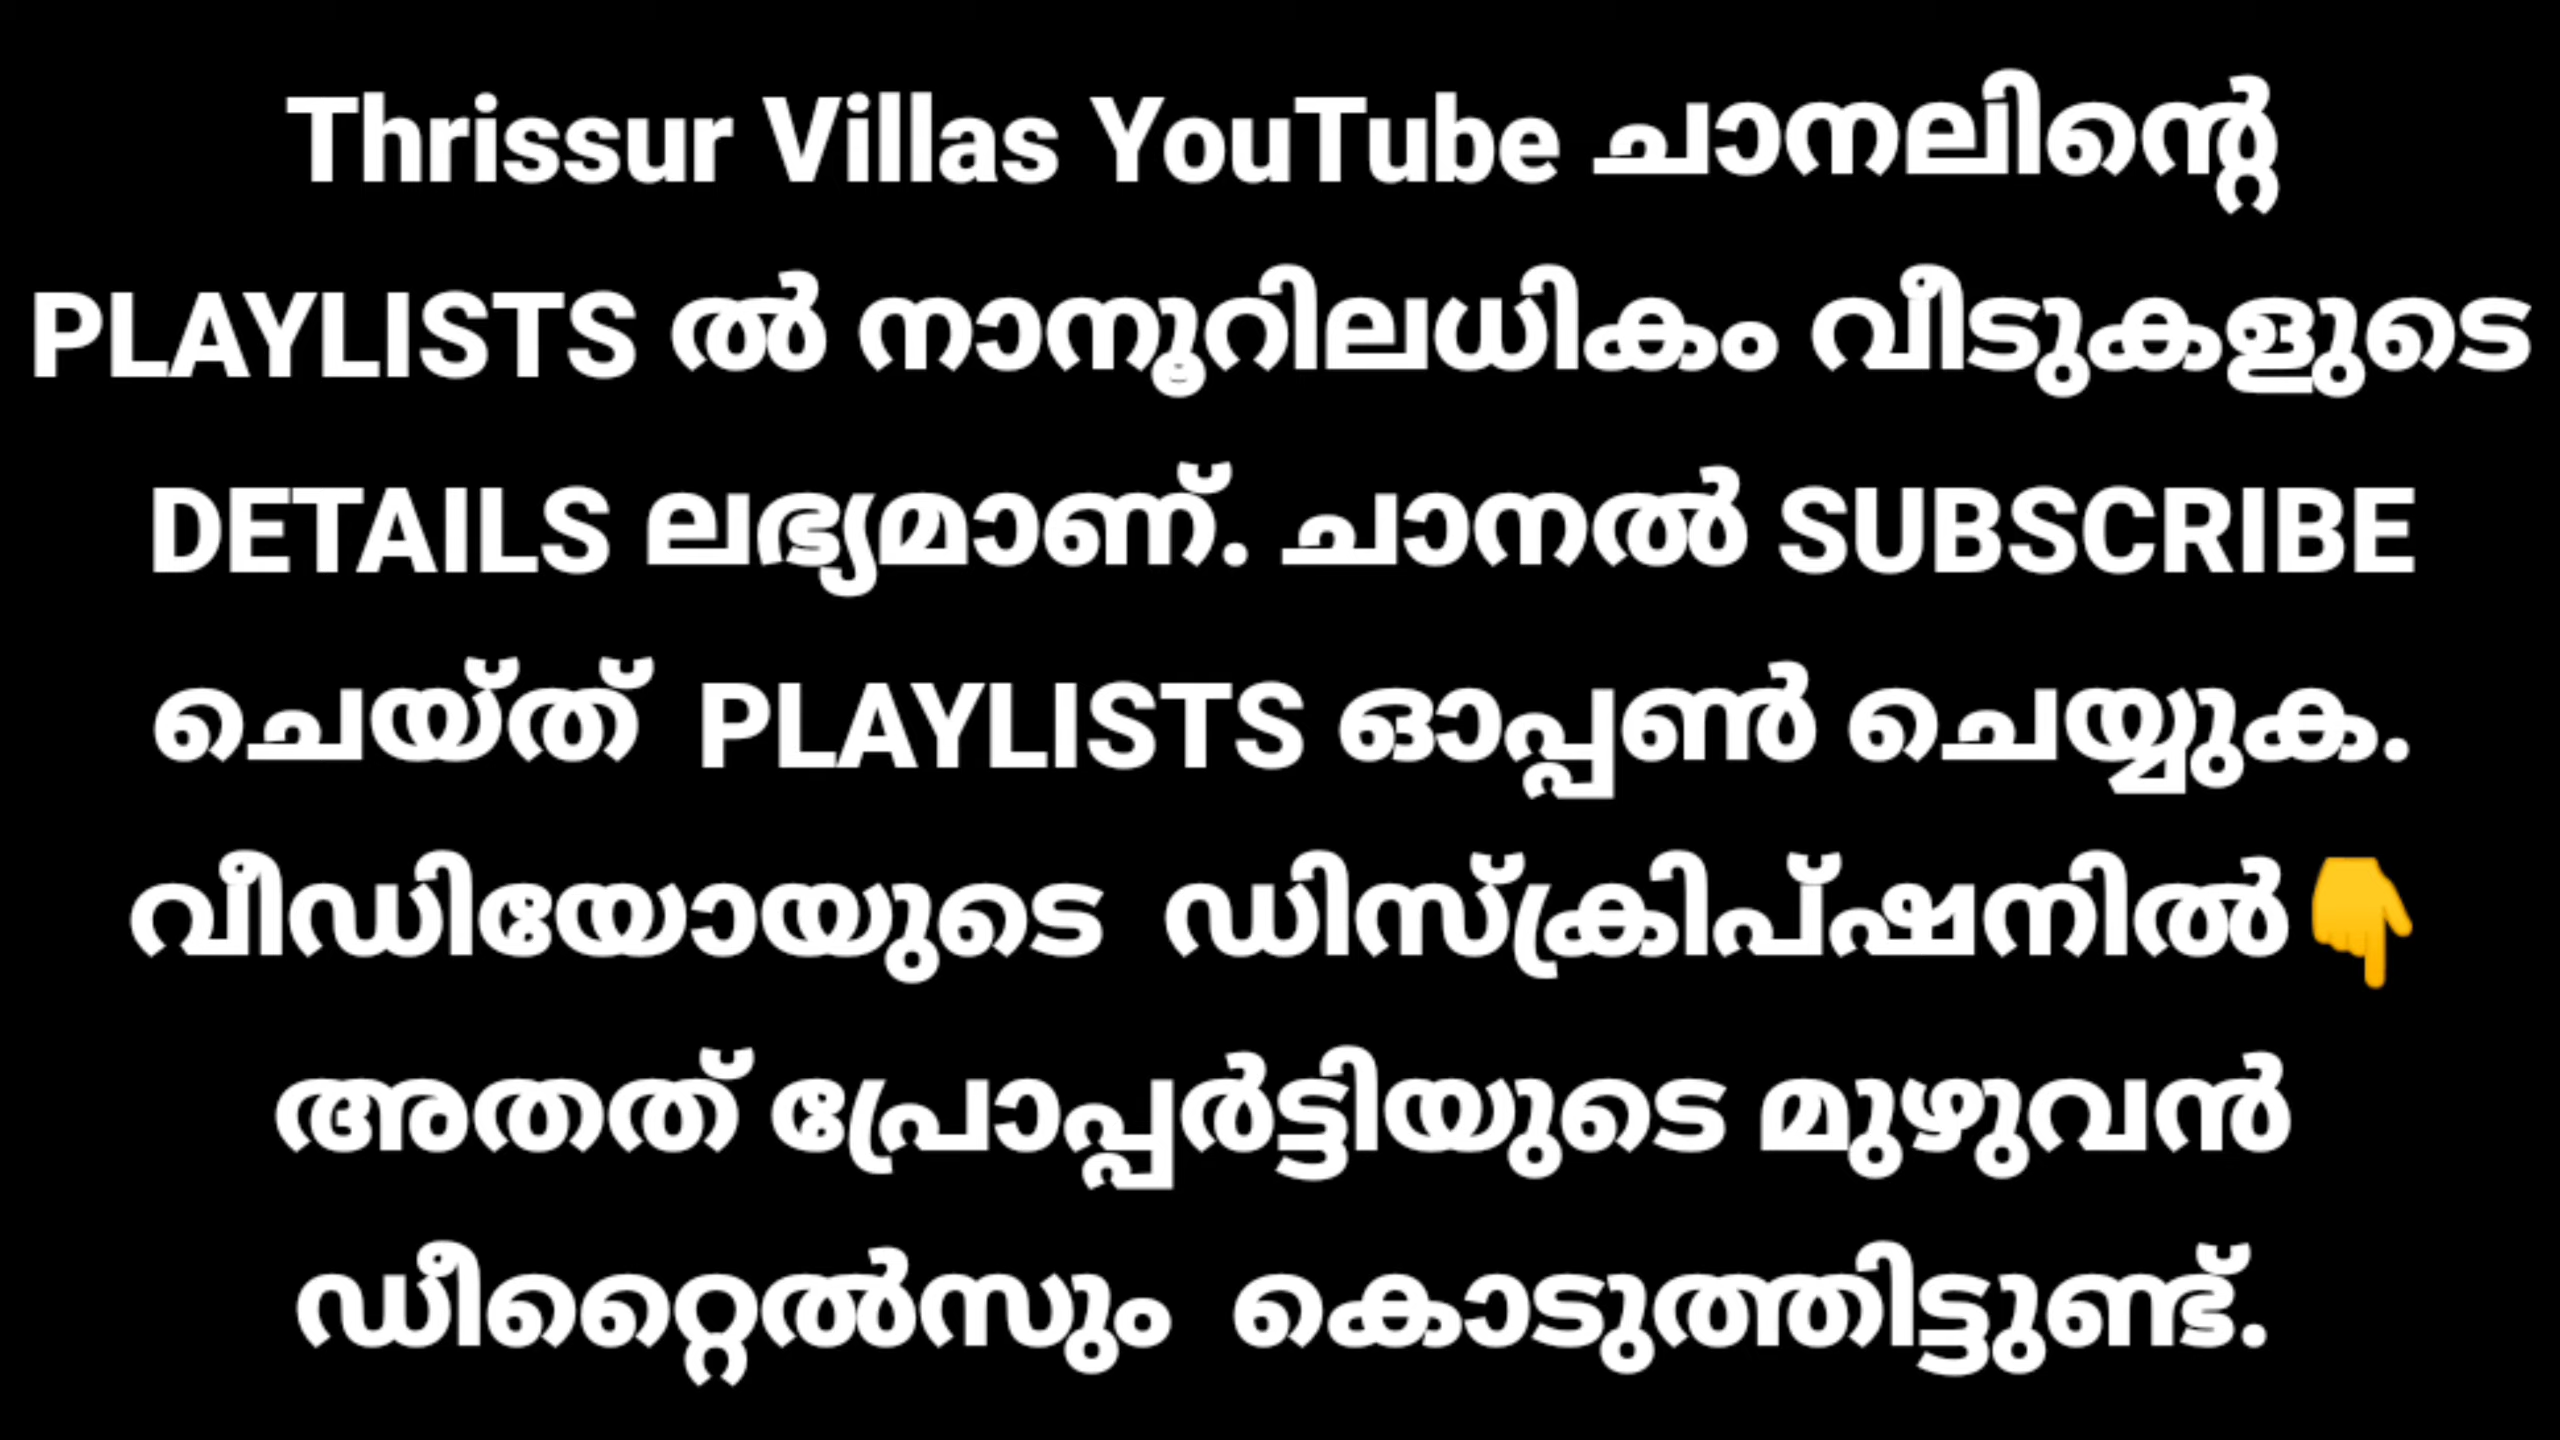 Thrissur Villas YouTube ചാനലിന്റെ
PLAYLISTS ൽ നാനൂറിലധികം വീടുകളുടെ
DETAILS ലഭ്യമാണ്. ചാനൽ SUBSCRIBE
ചെയ്ത് PLAYLISTS ഓപ്പൺ ചെയ്യുക.
വീഡിയോയുടെ ഡിസ്ക്രിപ്ഷനിൽ👇
അതത് പ്രോപ്പർട്ടിയുടെ മുഴുവൻ
ഡീറ്റൈൽസും കൊടുത്തിട്ടുണ്ട്.